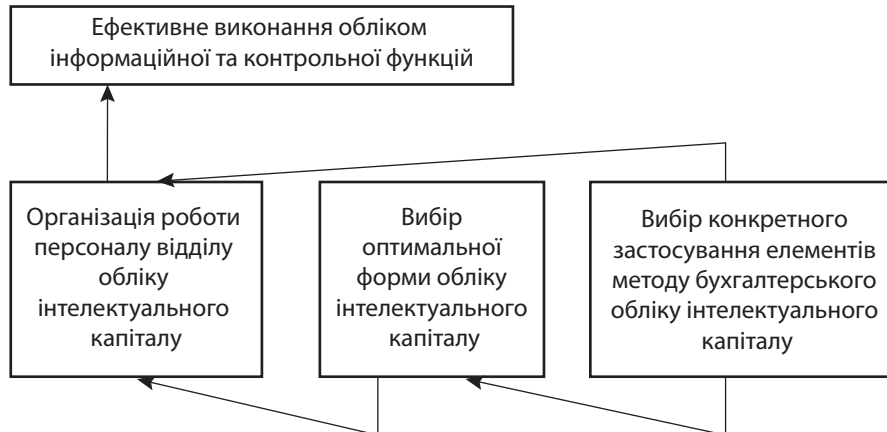 Ефективне виконання обліком
інформаційної та контрольної функцій
Організація роботи
персоналу відділу
обліку
інтелектуального
капіталу
Вибір
оптимальної
форми обліку
інтелектуального
капіталу
Вибір конкретного
застосування елементів
методу бухгалтерського
обліку інтелектуального
капіталу